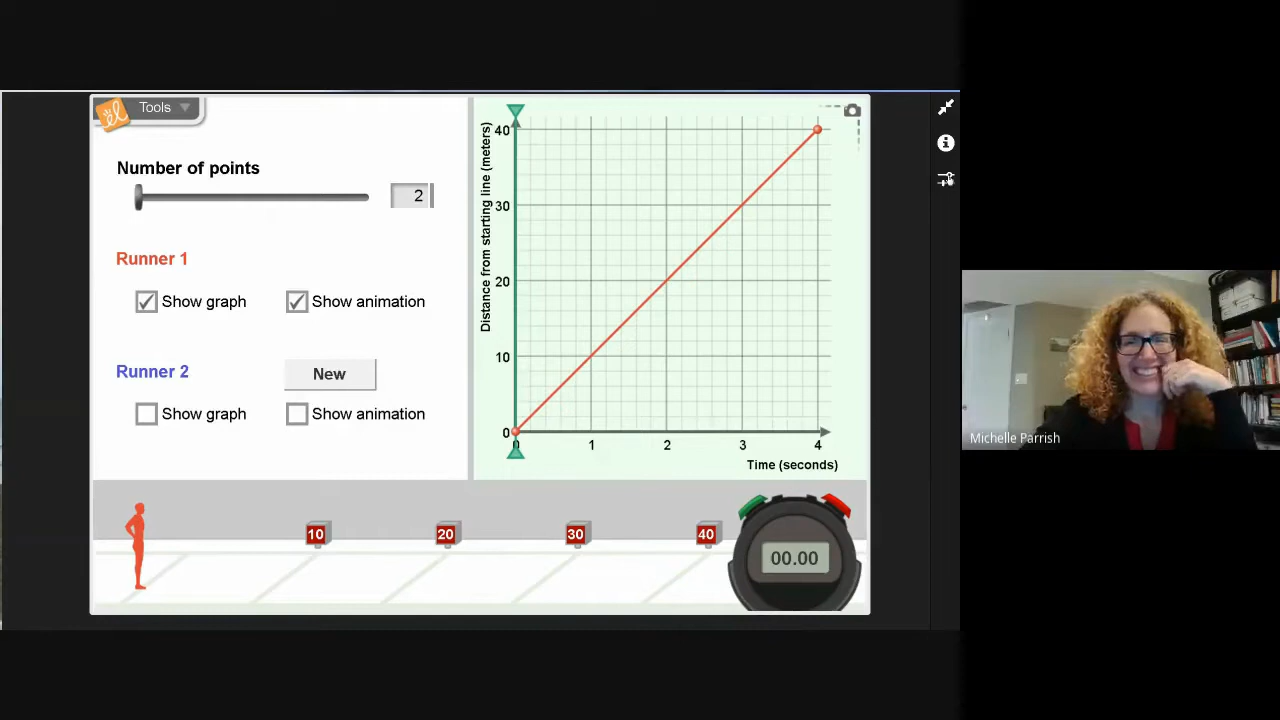 Tools
Number of points
2
Runner 1
Show graph
Show animation
Runner 2
New
Show graph
Show animation
Distance from starting line (meters)
40
30
20
10
0
0
1
2
3
4
Time (seconds)
10
20
30
40
00.00
Michelle Parrish